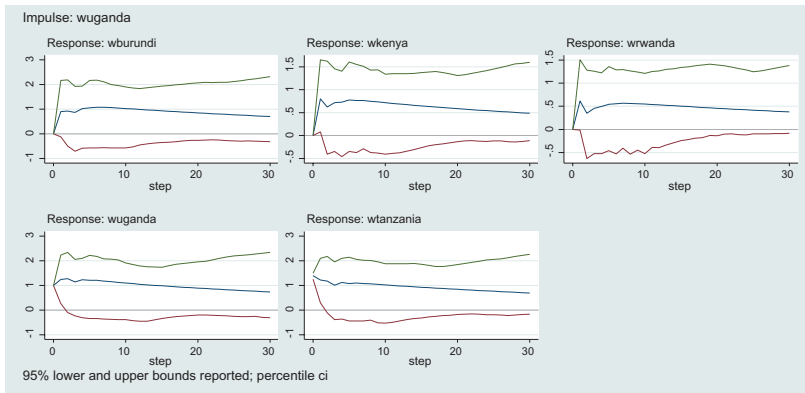 Impulse: wuganda
Response: wburundi
3
2
1
0
-1
0 10 20 30
step
Response: wkenya
1.5
1
.5
0
-.5
0 10 20 30
step
Response: wrwanda
1.5
1
.5
0
-.5
0 10 20 30
step
Response: wuganda
3
2
1
0
-1
0 10 20 30
step
Response: wtanzania
3
2
1
0
-1
0 10 20 30
step
95% lower and upper bounds reported; percentile ci